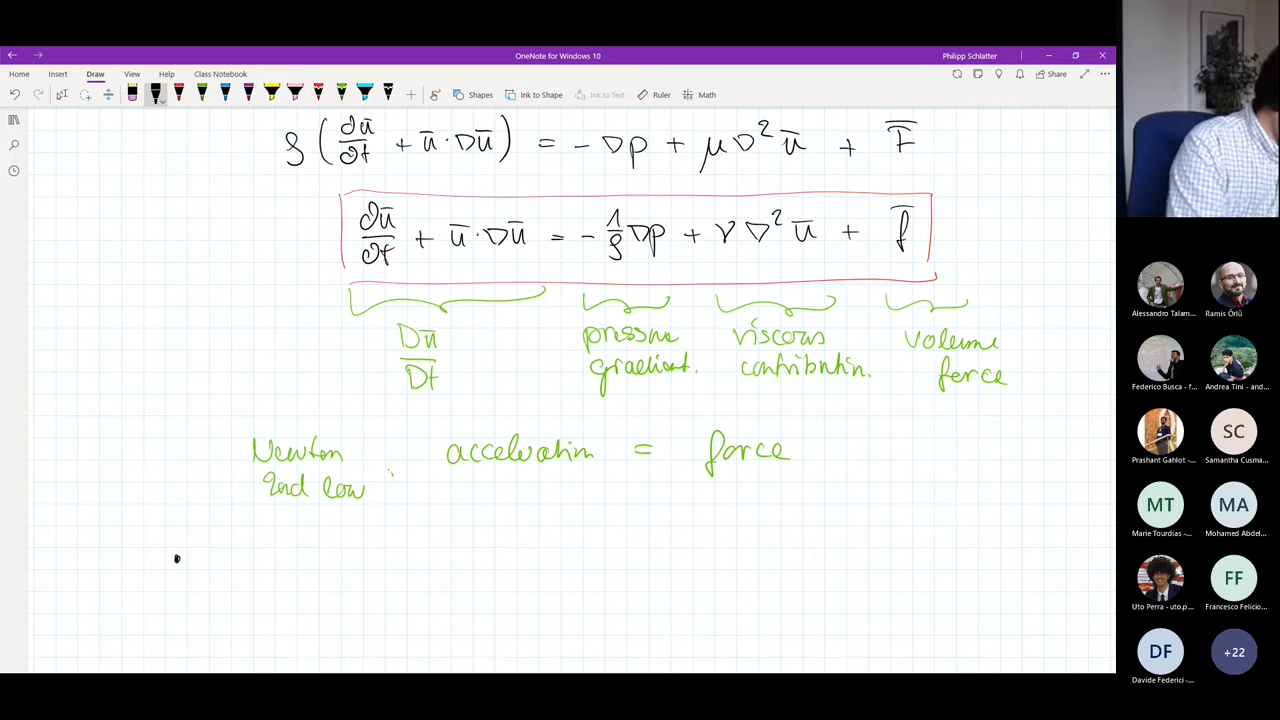 OneNote for Windows 10
Philipp Schlatter
Home Insert Draw View Help Class Notebook
Share
Shapes
Ink to Shape
Ink to Text
Ruler
Math
ρ (∂ū/∂t + ū·∇ū) = -∇p + μ∇²ū + F̄
∂ū/∂t + ū·∇ū = -1/ρ ∇p + ν∇²ū + f̄
Dū/Dt
pressure
gradient.
viscous
contribution.
volume
force
Newton
2nd law :
acceleration = force
Alessandro Talam...
Ramis Örlü
Federico Busca - f...
Andrea Tini - and...
Prashant Gahlot -...
SC
Samantha Cusma...
MT
Marie Tourdias -...
MA
Mohamed Abdel...
Uto Perra - uto.p...
FF
Francesco Felicio...
DF
Davide Federici -...
+22